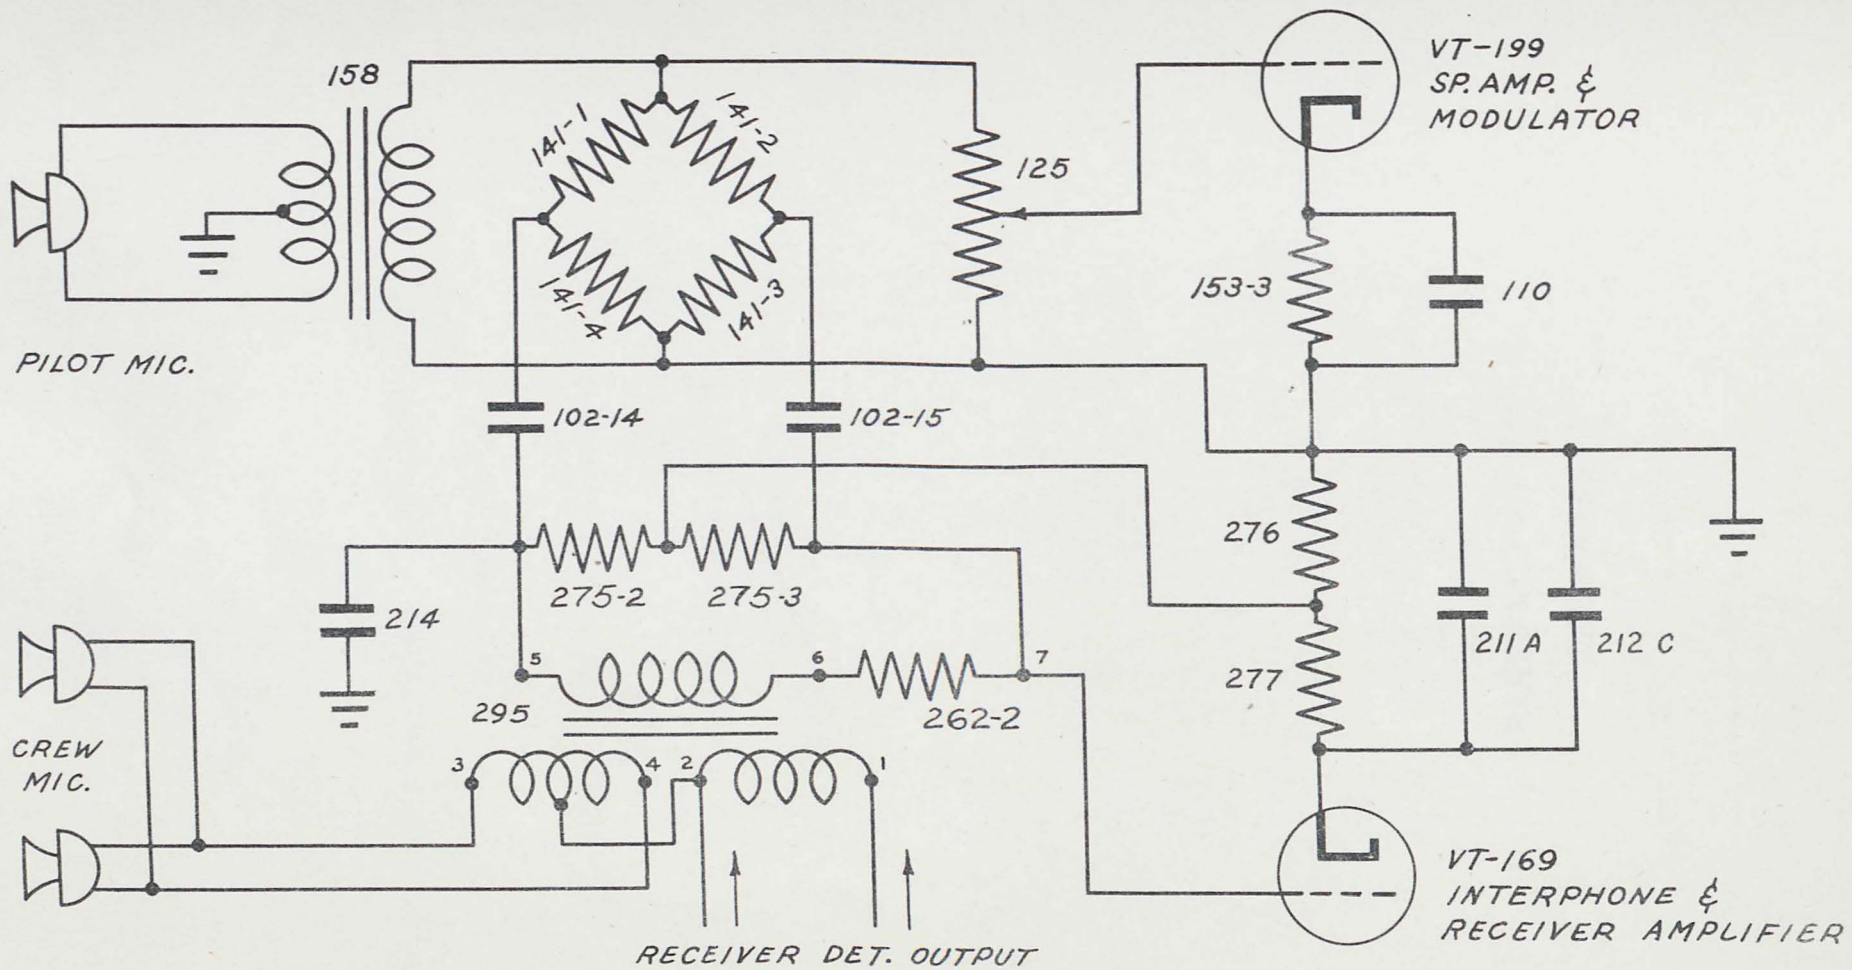 158
PILOT MIC.
141-1
141-2
141-3
141-4
125
VT-199
SP. AMP. &
MODULATOR
153-3
110
102-14
102-15
275-2
275-3
214
276
277
211 A
212 C
5
6
7
295
262-2
3
4
2
1
CREW
MIC.
RECEIVER DET. OUTPUT
VT-169
INTERPHONE &
RECEIVER AMPLIFIER